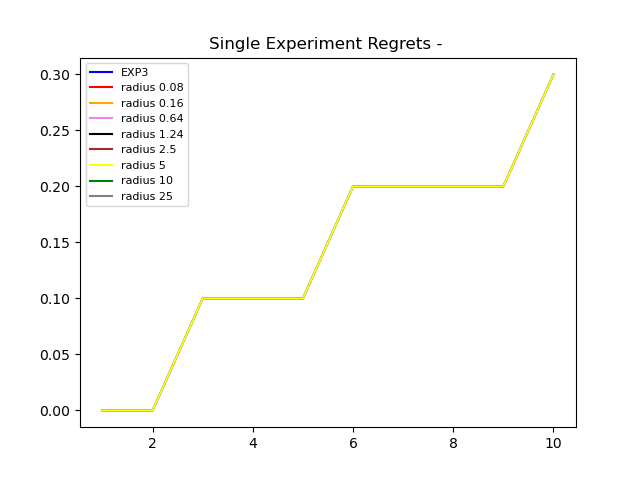 Single Experiment Regrets -
EXP3
radius 0.08
radius 0.16
radius 0.64
radius 1.24
radius 2.5
radius 5
radius 10
radius 25
0.30
0.25
0.20
0.15
0.10
0.05
0.00
2 4 6 8 10